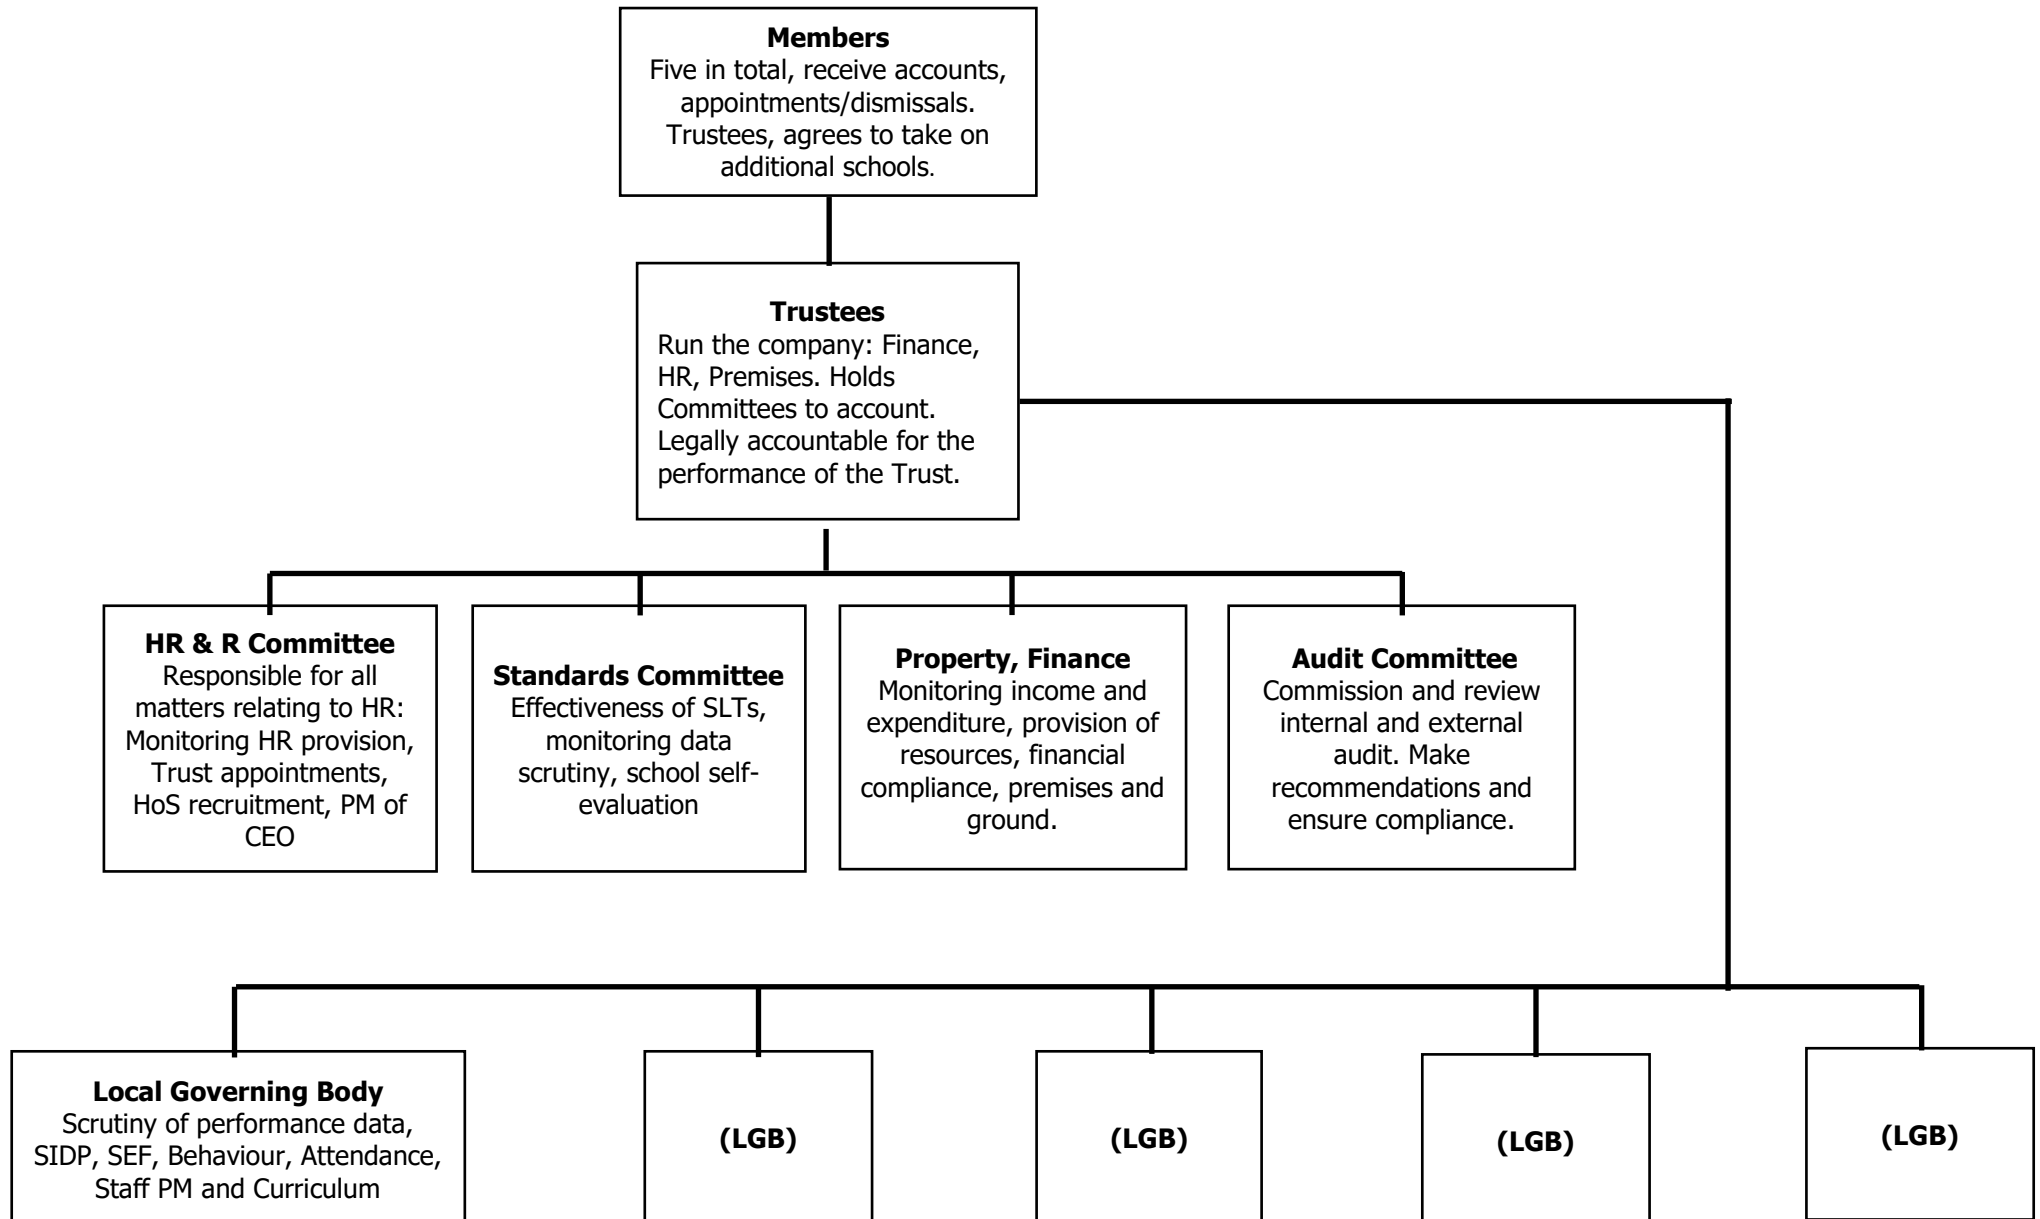 Members
Five in total, receive accounts,
appointments/dismissals.
Trustees, agrees to take on
additional schools.
Trustees
Run the company: Finance,
HR, Premises. Holds
Committees to account.
Legally accountable for the
performance of the Trust.
HR & R Committee
Responsible for all
matters relating to HR:
Monitoring HR provision,
Trust appointments,
HoS recruitment, PM of
CEO
Standards Committee
Effectiveness of SLTs,
monitoring data
scrutiny, school self-
evaluation
Property, Finance
Monitoring income and
expenditure, provision of
resources, financial
compliance, premises and
ground.
Audit Committee
Commission and review
internal and external
audit. Make
recommendations and
ensure compliance.
Local Governing Body
Scrutiny of performance data,
SIDP, SEF, Behaviour, Attendance,
Staff PM and Curriculum
(LGB)
(LGB)
(LGB)
(LGB)